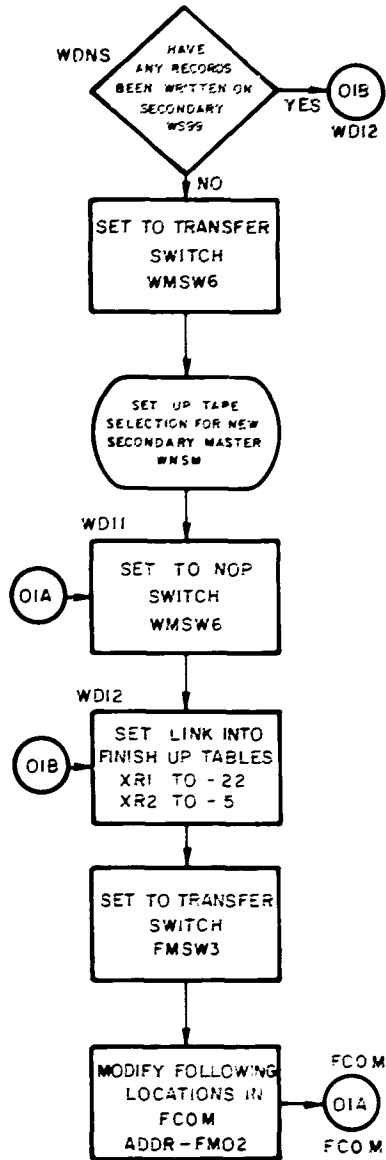 WDNS
HAVE
ANY RECORDS
BEEN WRITTEN ON
SECONDARY
WS99
YES
01B
WD12
NO
SET TO TRANSFER
SWITCH
WMSW6
SET UP TAPE
SELECTION FOR NEW
SECONDARY MASTER
WNSM
WD11
01A
SET TO NOP
SWITCH
WMSW6
WD12
01B
SET LINK INTO
FINISH UP TABLES
XR1 TO -22
XR2 TO -5
SET TO TRANSFER
SWITCH
FMSW3
MODIFY FOLLOWING
LOCATIONS IN
FCOM
ADDR-FM02
FCOM
01A
FCOM